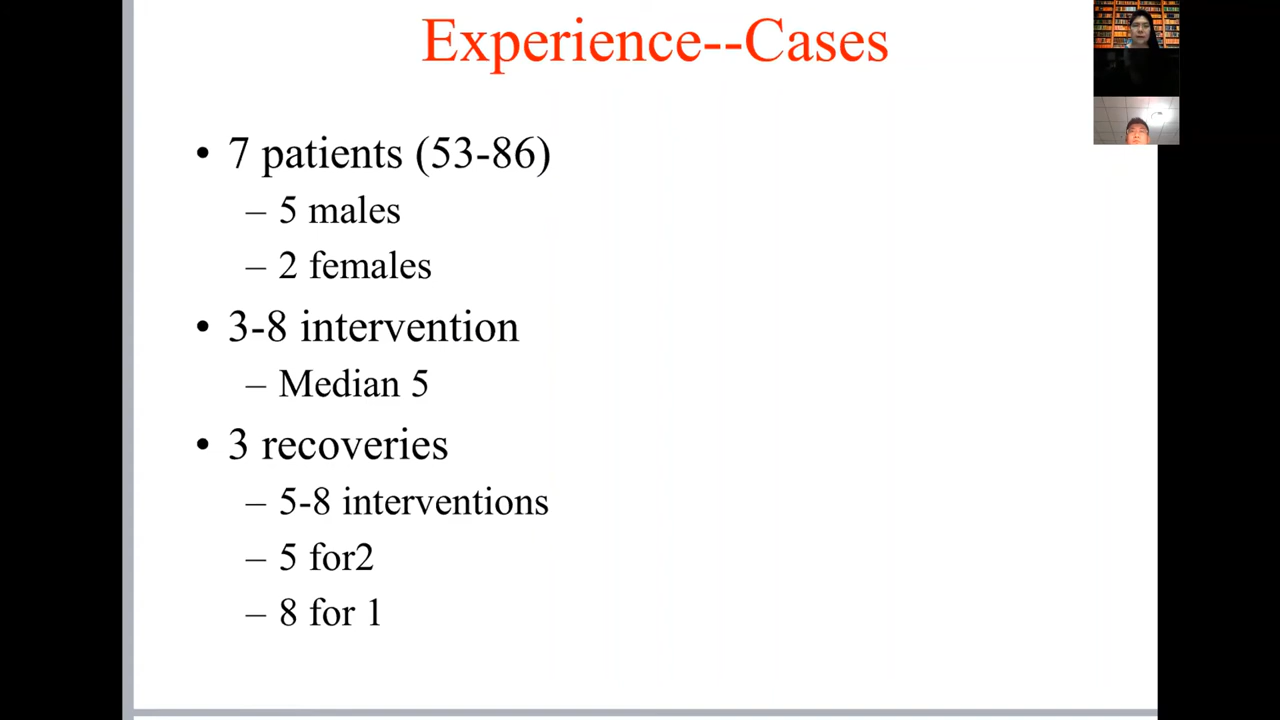 Experience--Cases
• 7 patients (53-86)
– 5 males
– 2 females
• 3-8 intervention
– Median 5
• 3 recoveries
– 5-8 interventions
– 5 for2
– 8 for 1